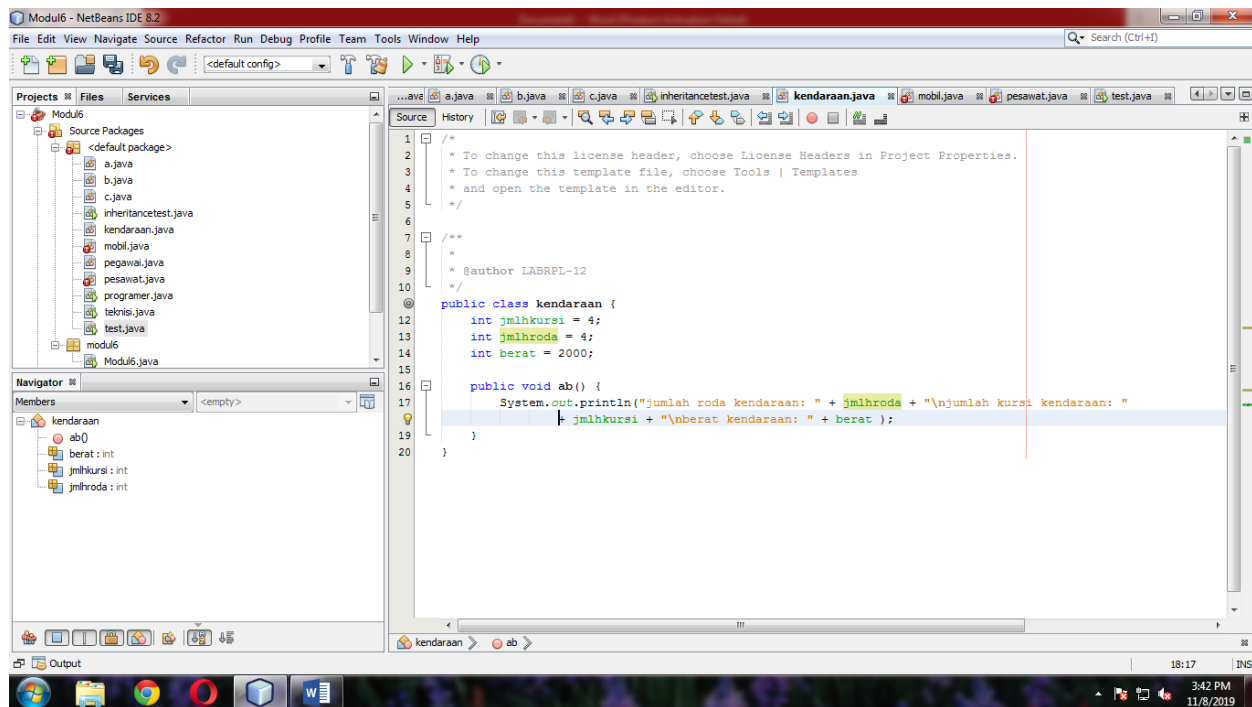 Modul6 - NetBeans IDE 8.2
File Edit View Navigate Source Refactor Run Debug Profile Team Tools Window Help
Search (Ctrl+I)
<default config>
Projects Files Services
...ava a.java b.java c.java inheritancetest.java kendaraan.java mobil.java pesawat.java test.java
Modul6
Source Packages
<default package>
a.java
b.java
c.java
inheritancetest.java
kendaraan.java
mobil.java
pegawai.java
pesawat.java
programer.java
teknisi.java
test.java
modul6
Modul6.java
Navigator
Members <empty>
kendaraan
ab()
berat : int
jmlhkursi : int
jmlhroda : int
Source History
1 /*
2 * To change this license header, choose License Headers in Project Properties.
3 * To change this template file, choose Tools | Templates
4 * and open the template in the editor.
5 */
6
7 /**
8 *
9 * @author LABRPL-12
10 */
public class kendaraan {
12 int jmlhkursi = 4;
13 int jmlhroda = 4;
14 int berat = 2000;
15
16 public void ab() {
17 System.out.println("jumlah roda kendaraan: " + jmlhroda + "\njumlah kursi kendaraan: "
+ jmlhkursi + "\nberat kendaraan: " + berat );
19 }
20 }
kendaraan ab
Output
18:17 INS
3:42 PM
11/8/2019